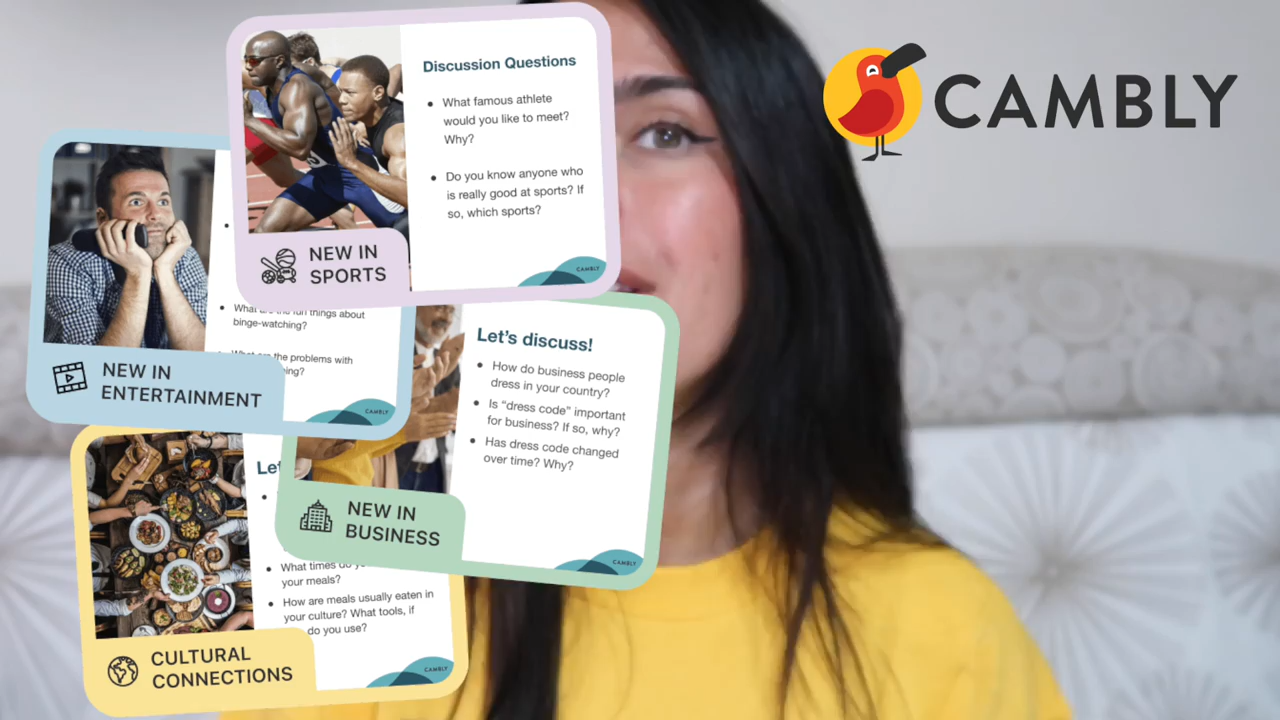 CAMBLY
Discussion Questions
What famous athlete
would you like to meet?
Why?
Do you know anyone who
is really good at sports? If
so, which sports?
NEW IN
SPORTS
CAMBLY
What are the fun things about
binge-watching?
the problems with
NEW IN
ENTERTAINMENT
CAMBLY
Let's discuss!
How do business people
dress in your country?
Is “dress code” important
for business? If so, why?
Has dress code changed
over time? Why?
NEW IN
BUSINESS
CAMBLY
What times do
your meals?
How are meals usually eaten in
your culture? What tools, if
do you use?
CULTURAL
CONNECTIONS
CAMBLY